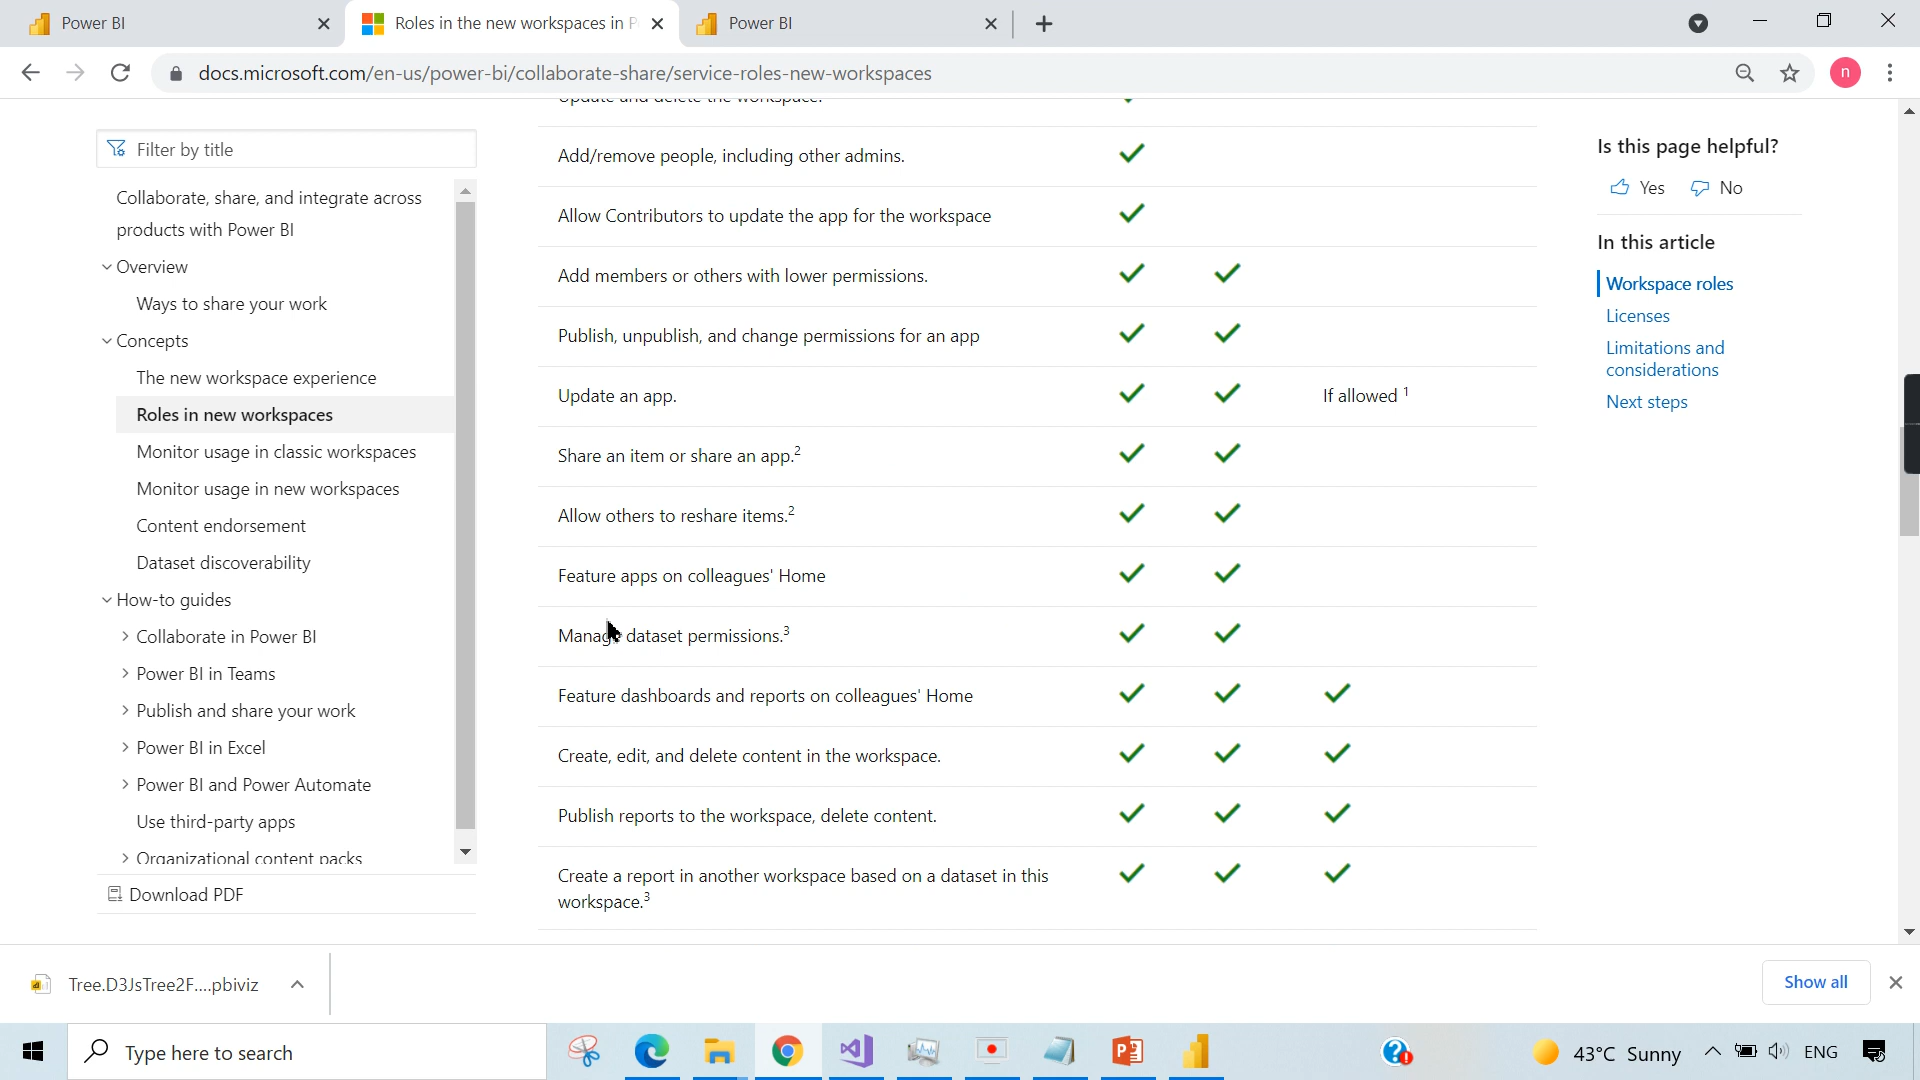 Power BI
Roles in the new workspaces in P
Power BI
docs.microsoft.com/en-us/power-bi/collaborate-share/service-roles-new-workspaces
n
Filter by title
Collaborate, share, and integrate across
products with Power BI
Overview
Ways to share your work
Concepts
The new workspace experience
Roles in new workspaces
Monitor usage in classic workspaces
Monitor usage in new workspaces
Content endorsement
Dataset discoverability
How-to guides
Collaborate in Power BI
Power BI in Teams
Publish and share your work
Power BI in Excel
Power BI and Power Automate
Use third-party apps
Organizational content packs
Download PDF
Update and delete the workspace.
Add/remove people, including other admins.
Allow Contributors to update the app for the workspace
Add members or others with lower permissions.
Publish, unpublish, and change permissions for an app
Update an app.
If allowed 1
Share an item or share an app.2
Allow others to reshare items.2
Feature apps on colleagues' Home
Manage dataset permissions.3
Feature dashboards and reports on colleagues' Home
Create, edit, and delete content in the workspace.
Publish reports to the workspace, delete content.
Create a report in another workspace based on a dataset in this
workspace.3
Is this page helpful?
Yes No
In this article
Workspace roles
Licenses
Limitations and
considerations
Next steps
Tree.D3JsTree2F....pbiviz
Show all
Type here to search
43°C Sunny
ENG